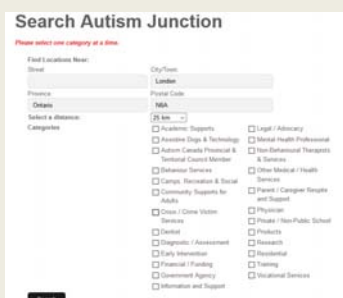 Search Autism Junction
Please select one category at a time.
Find Locations Near:
Street
City/Town
London
Province
Postal Code
Ontario
N6A
Select a distance:
25 km
Categories
Academic Supports
Assistive Dogs & Technology
Autism Canada Provincial &
Territorial Council Member
Behaviour Services
Camps, Recreation & Social
Community Supports for
Adults
Crisis / Crime Victim
Services
Dentist
Diagnostic / Assessment
Early Intervention
Financial / Funding
Government Agency
Information and Support
Legal / Advocacy
Mental Health Professional
Non-Behavioural Therapists
& Services
Other Medical / Health
Services
Parent / Caregiver Respite
and Support
Physician
Private / Non-Public School
Products
Research
Residential
Training
Vocational Services